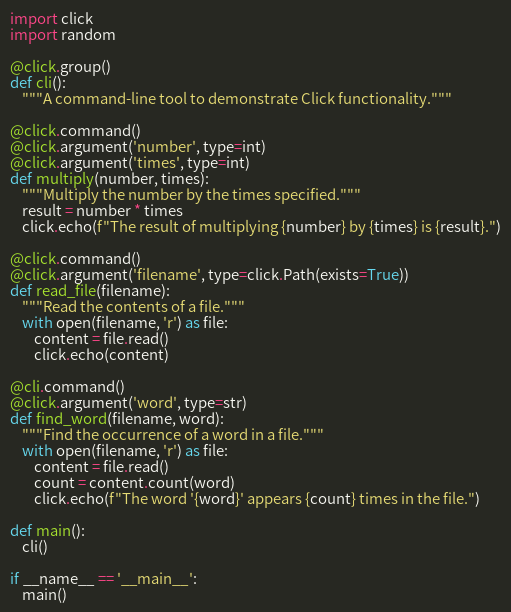 import click
import random

@click.group()
def cli():
    """A command-line tool to demonstrate Click functionality."""

@click.command()
@click.argument('number', type=int)
@click.argument('times', type=int)
def multiply(number, times):
    """Multiply the number by the times specified."""
    result = number * times
    click.echo(f"The result of multiplying {number} by {times} is {result}.")

@click.command()
@click.argument('filename', type=click.Path(exists=True))
def read_file(filename):
    """Read the contents of a file."""
    with open(filename, 'r') as file:
        content = file.read()
        click.echo(content)

@cli.command()
@click.argument('word', type=str)
def find_word(filename, word):
    """Find the occurrence of a word in a file."""
    with open(filename, 'r') as file:
        content = file.read()
        count = content.count(word)
        click.echo(f"The word '{word}' appears {count} times in the file.")

def main():
    cli()

if __name__ == '__main__':
    main()